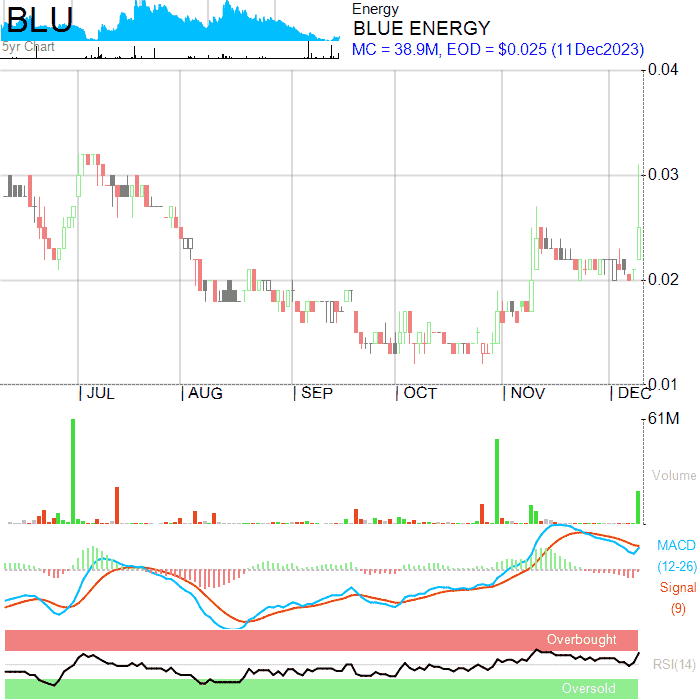 BLU
Energy
BLUE ENERGY
5yr Chart
MC = 38.9M, EOD = $0.025 (11Dec2023)
0.04
0.03
0.02
0.01
JUL AUG SEP OCT NOV DEC
61M
Volume
MACD
(12-26)
Signal
(9)
Overbought
RSI(14)
Oversold